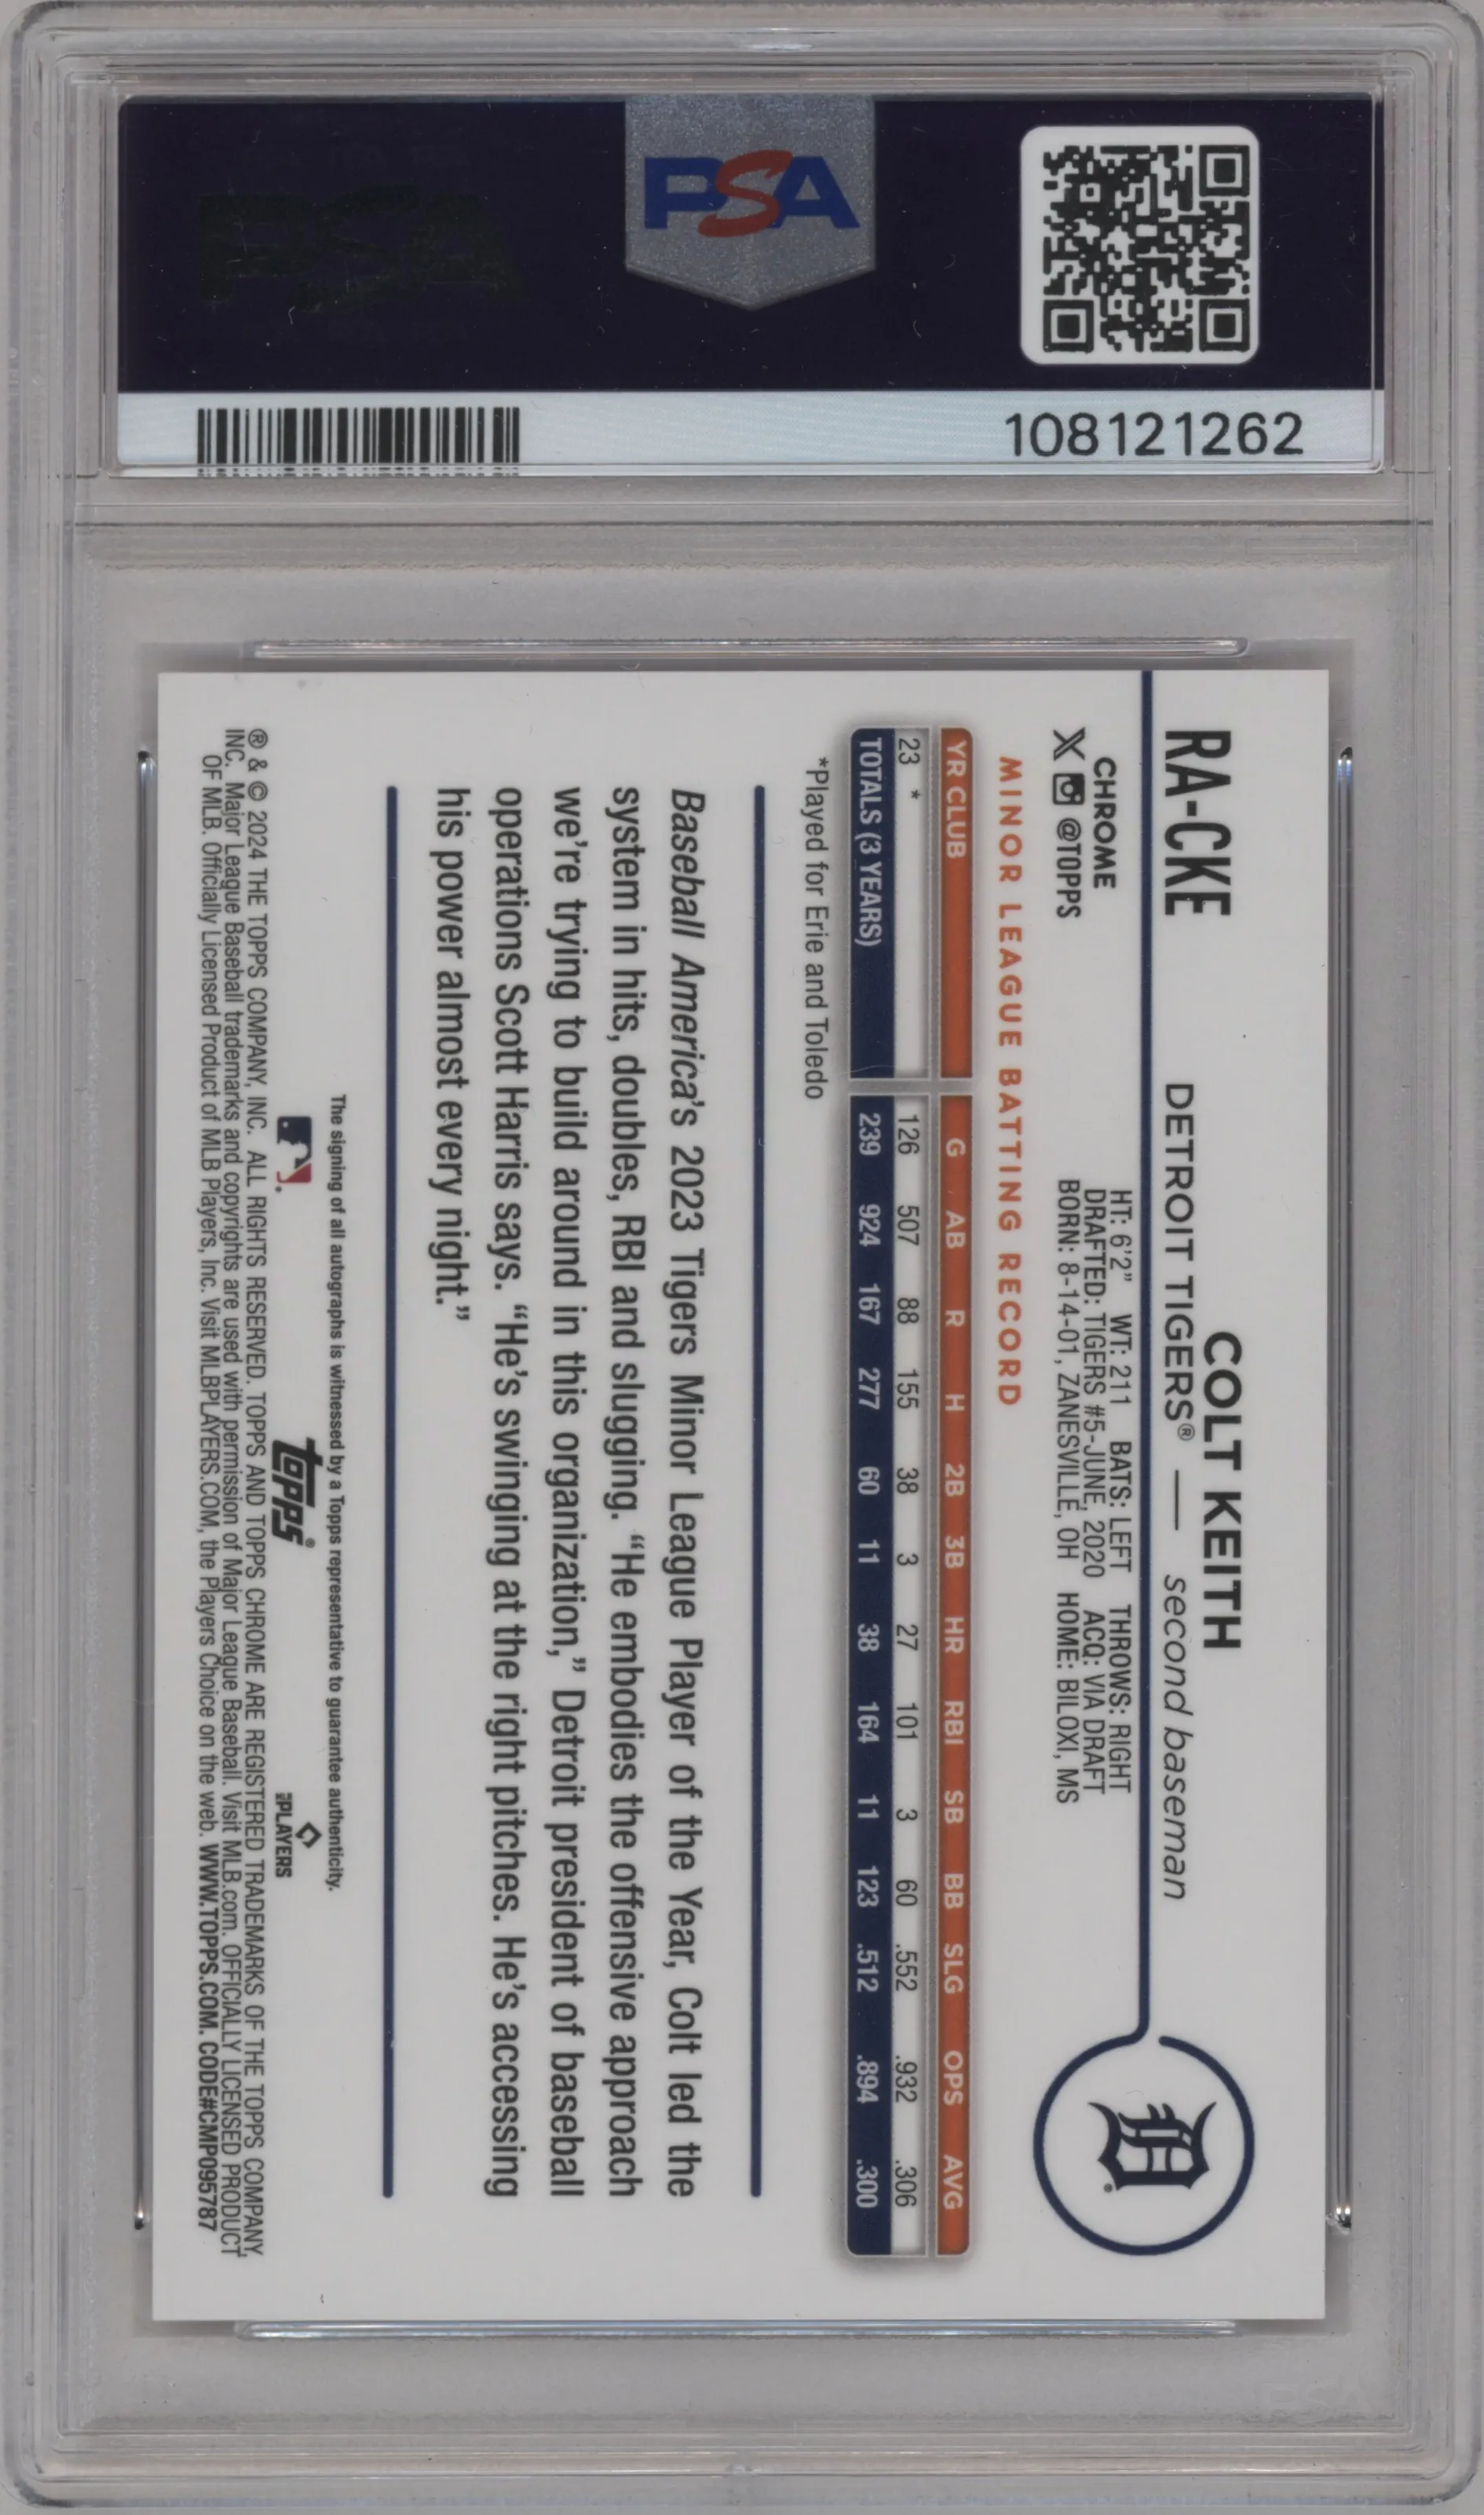 PSA
108121262
RA-CKE
COLT KEITH
DETROIT TIGERS® — second baseman
CHROME
X @TOPPS
HT: 6'2" WT: 211 BATS: LEFT THROWS: RIGHT
DRAFTED: TIGERS #5-JUNE, 2020 ACQ: VIA DRAFT
BORN: 8-14-01, ZANESVILLE, OH HOME: BILOXI, MS
D
MINOR LEAGUE BATTING RECORD
YR CLUB G AB R H 2B 3B HR RBI SB BB SLG OPS AVG
23 * 126 507 88 155 38 3 27 101 3 60 .552 .932 .306
TOTALS (3 YEARS) 239 924 167 277 60 11 38 164 11 123 .512 .894 .300
*Played for Erie and Toledo
Baseball America's 2023 Tigers Minor League Player of the Year, Colt led the
system in hits, doubles, RBI and slugging. “He embodies the offensive approach
we're trying to build around in this organization,” Detroit president of baseball
operations Scott Harris says. “He's swinging at the right pitches. He's accessing
his power almost every night.”
The signing of all autographs is witnessed by a Topps representative to guarantee authenticity.
topps®
PLAYERS
® & © 2024 THE TOPPS COMPANY, INC. ALL RIGHTS RESERVED. TOPPS AND TOPPS CHROME ARE REGISTERED TRADEMARKS OF THE TOPPS COMPANY,
INC. Major League Baseball trademarks and copyrights are used with permission of Major League Baseball. Visit MLB.com. OFFICIALLY LICENSED PRODUCT
OF MLB. Officially Licensed Product of MLB Players, Inc. Visit MLBPLAYERS.COM, the Players Choice on the web. WWW.TOPPS.COM. CODE#CMP095787